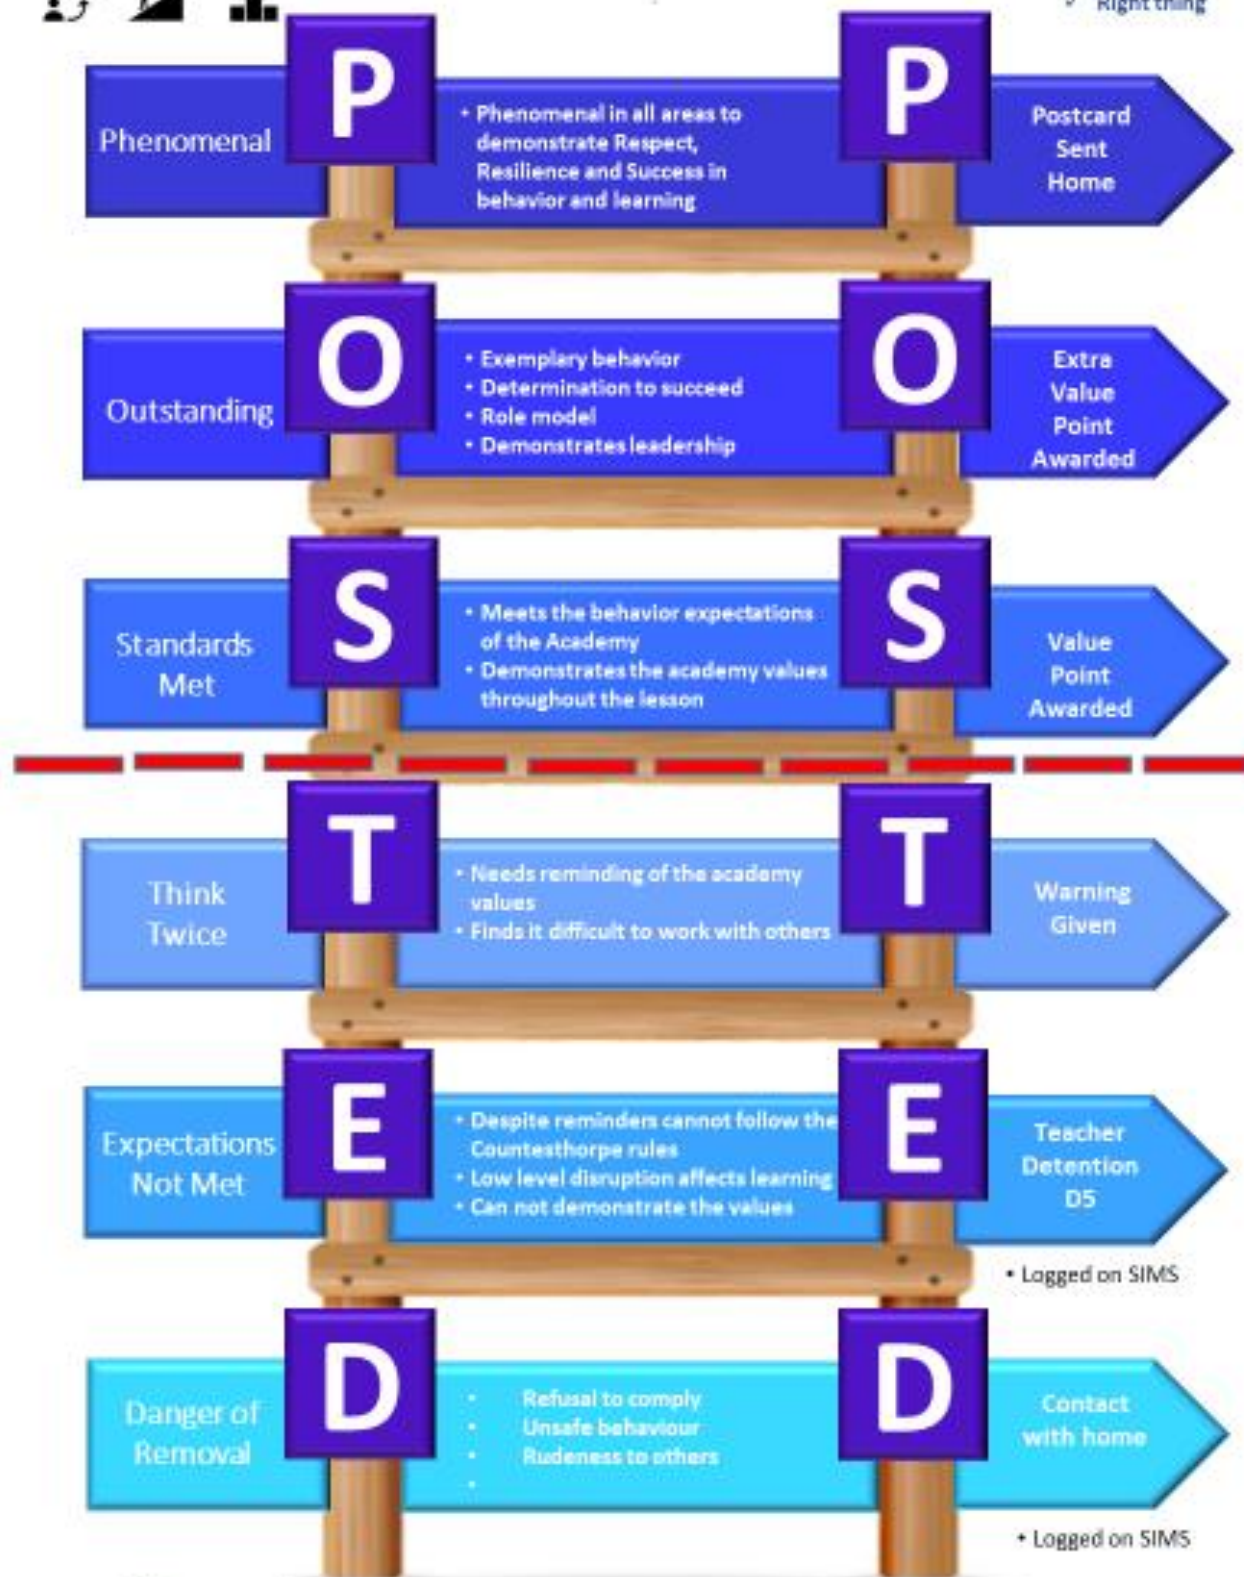 Right thing
P
P
Phenomenal
• Phenomenal in all areas to
demonstrate Respect,
Resilience and Success in
behavior and learning
Postcard
Sent
Home
O
O
Outstanding
• Exemplary behavior
• Determination to succeed
• Role model
• Demonstrates leadership
Extra
Value
Point
Awarded
S
S
Standards
Met
• Meets the behavior expectations
of the Academy
• Demonstrates the academy values
throughout the lesson
Value
Point
Awarded
T
T
Think
Twice
• Needs reminding of the academy
values
• Finds it difficult to work with others
Warning
Given
E
E
Expectations
Not Met
• Despite reminders cannot follow the
Countesthorpe rules
• Low level disruption affects learning
• Can not demonstrate the values
Teacher
Detention
D5
• Logged on SIMS
D
D
Danger of
Removal
• Refusal to comply
• Unsafe behaviour
• Rudeness to others
•
Contact
with home
• Logged on SIMS